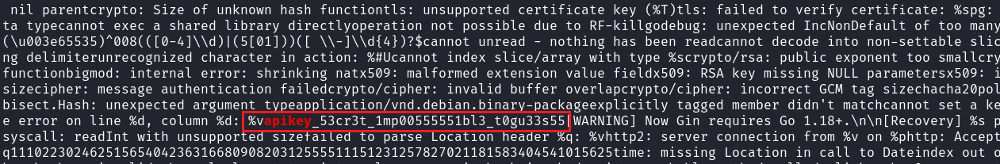 nil parentcrypto: Size of unknown hash functiontls: unsupported certificate key (%T)tls: failed to verify certificate: %spg:
ta typecannot exec a shared library directlyoperation not possible due to RF-killgodebug: unexpected IncNonDefault of too many
(\u003e65535)^008(([0-4]\\d)|(5[01]))([ \\-]\\d{4})?$cannot unread - nothing has been readcannot decode into non-settable slic
ng delimiterunrecognized character in action: %#Ucannot index slice/array with type %scrypto/rsa: public exponent too smallcry
functionbigmod: internal error: shrinking natx509: malformed extension value fieldx509: RSA key missing NULL parametersx509: i
sizecipher: message authentication failedcrypto/cipher: invalid buffer overlapcrypto/cipher: incorrect GCM tag sizechacha20pol
bisect.Hash: unexpected argument typeapplication/vnd.debian.binary-packageexplicitly tagged member didn't matchcannot set a ke
e error on line %d, column %d: %vapikey_53cr3t_1mp00555551bl3_t0gu33s55[WARNING] Now Gin requires Go 1.18+.\n\n[Recovery] %s p
syscall: readInt with unsupported sizefailed to parse Location header %q: %vhttp2: server connection from %v on %phttp: Accept
q1110223024625156540423631668090820312555511151231257827021181583404541015625time: missing Location in call to Dateindex out o